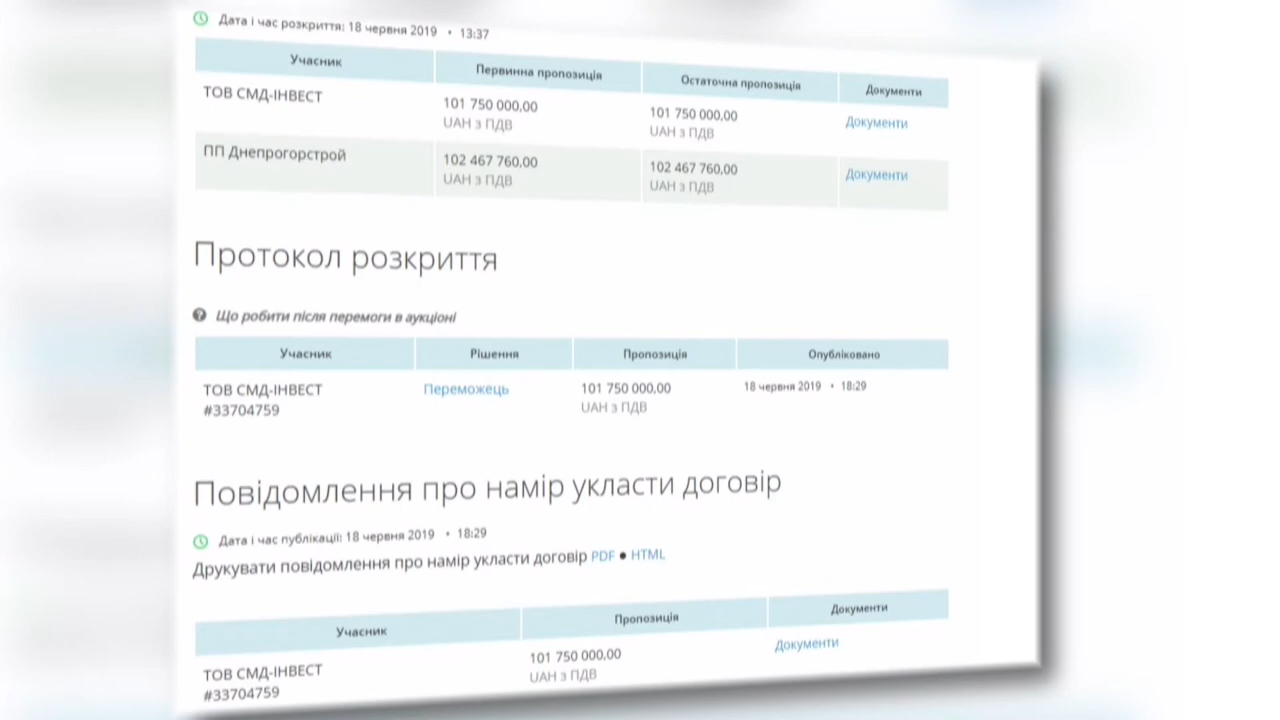 Дата і час розкриття: 18 червня 2019 • 13:37
Учасник Первинна пропозиція Остаточна пропозиція Документи
ТОВ СМД-ІНВЕСТ 101 750 000,00 101 750 000,00 Документи
UAH з ПДВ UAH з ПДВ
ПП Днепрогорстрой 102 467 760,00 102 467 760,00 Документи
UAH з ПДВ UAH з ПДВ
Протокол розкриття
Що робити після перемоги в аукціоні
Учасник Рішення Пропозиція Опубліковано
ТОВ СМД-ІНВЕСТ Переможець 101 750 000,00 18 червня 2019 • 18:29
#33704759 UAH з ПДВ
Повідомлення про намір укласти договір
Дата і час публікації: 18 червня 2019 • 18:29
Друкувати повідомлення про намір укласти договір PDF ● HTML
Учасник Пропозиція Документи
ТОВ СМД-ІНВЕСТ 101 750 000,00 Документи
#33704759 UAH з ПДВ